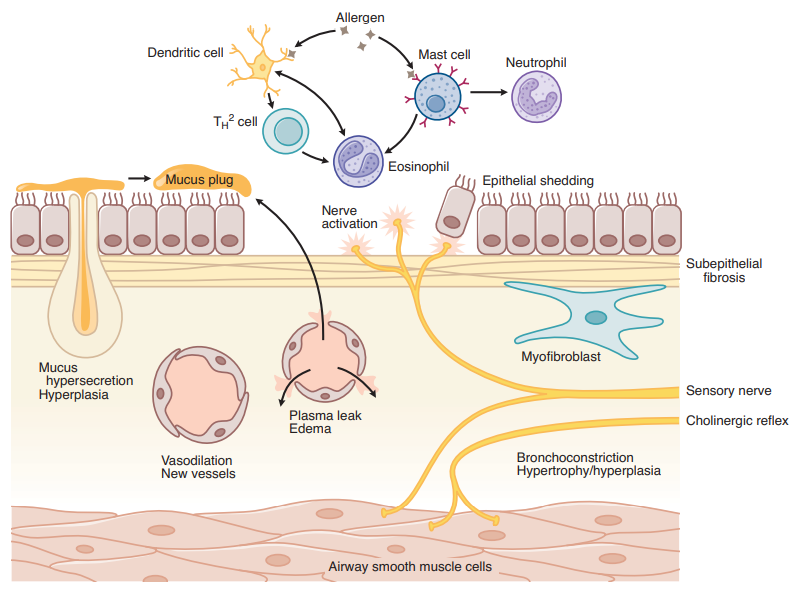 Allergen
Dendritic cell
Mast cell
Neutrophil
TH2 cell
Eosinophil
Mucus plug
Epithelial shedding
Nerve
activation
Subepithelial
fibrosis
Myofibroblast
Mucus
hypersecretion
Hyperplasia
Sensory nerve
Plasma leak
Edema
Cholinergic reflex
Vasodilation
New vessels
Bronchoconstriction
Hypertrophy/hyperplasia
Airway smooth muscle cells